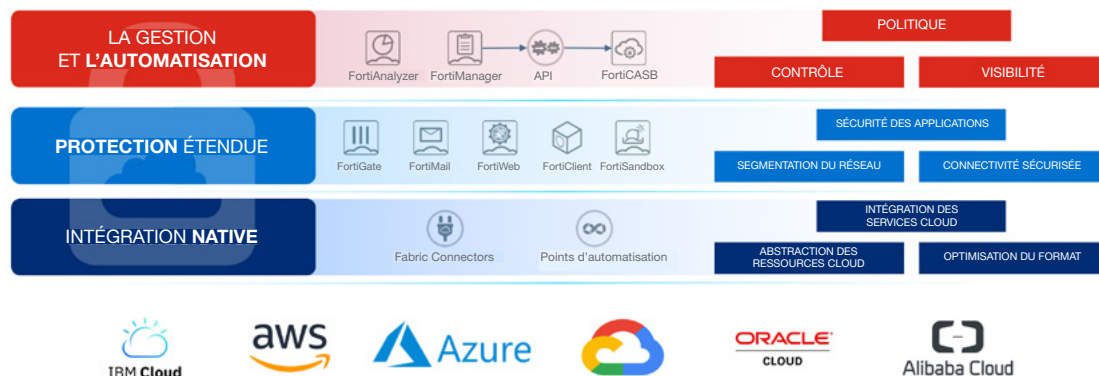 LA GESTION
ET L'AUTOMATISATION
FortiAnalyzer
FortiManager
API
FortiCASB
POLITIQUE
CONTRÔLE
VISIBILITÉ
PROTECTION ÉTENDUE
FortiGate
FortiMail
FortiWeb
FortiClient
FortiSandbox
SÉCURITÉ DES APPLICATIONS
SEGMENTATION DU RÉSEAU
CONNECTIVITÉ SÉCURISÉE
INTÉGRATION NATIVE
Fabric Connectors
Points d'automatisation
INTÉGRATION DES
SERVICES CLOUD
ABSTRACTION DES
RESSOURCES CLOUD
OPTIMISATION DU FORMAT
IBM Cloud
aws
Azure
ORACLE
CLOUD
Alibaba Cloud